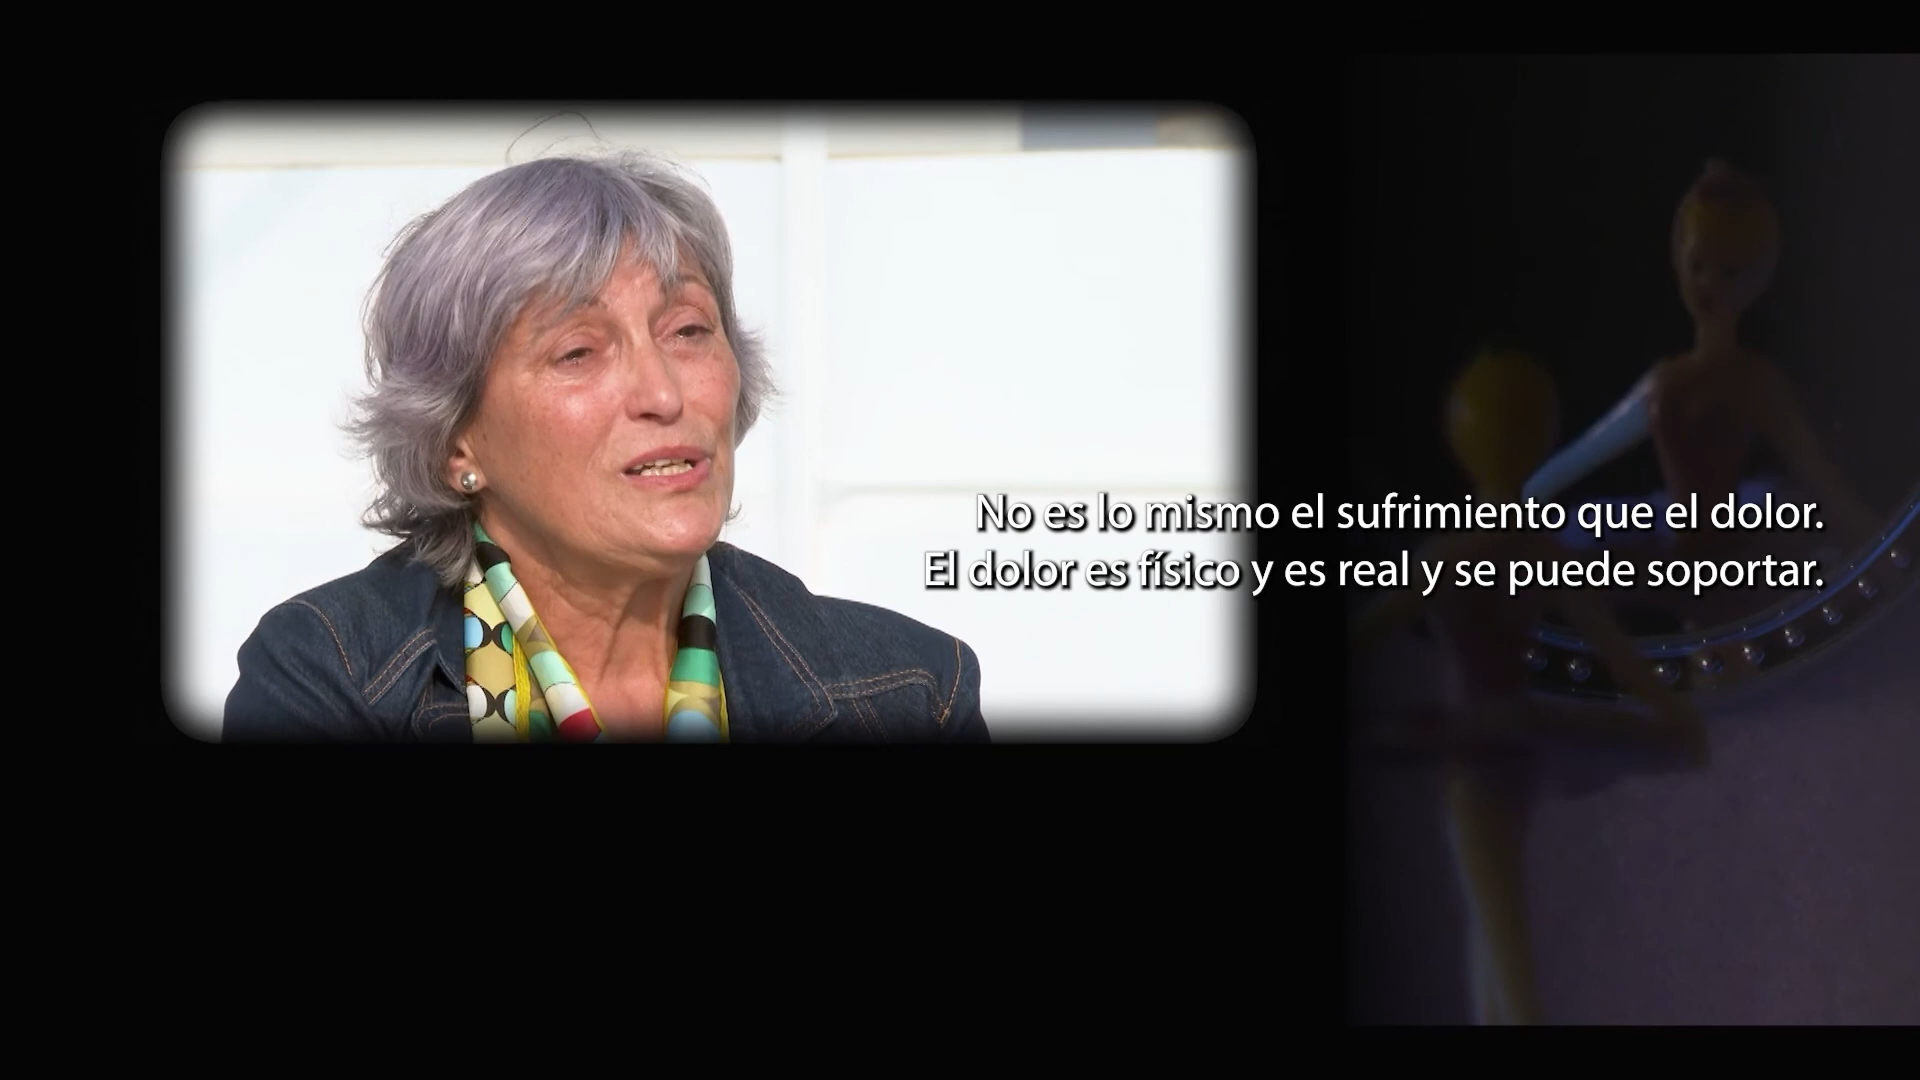 No es lo mismo el sufrimiento que el dolor.
El dolor es físico y es real y se puede soportar.